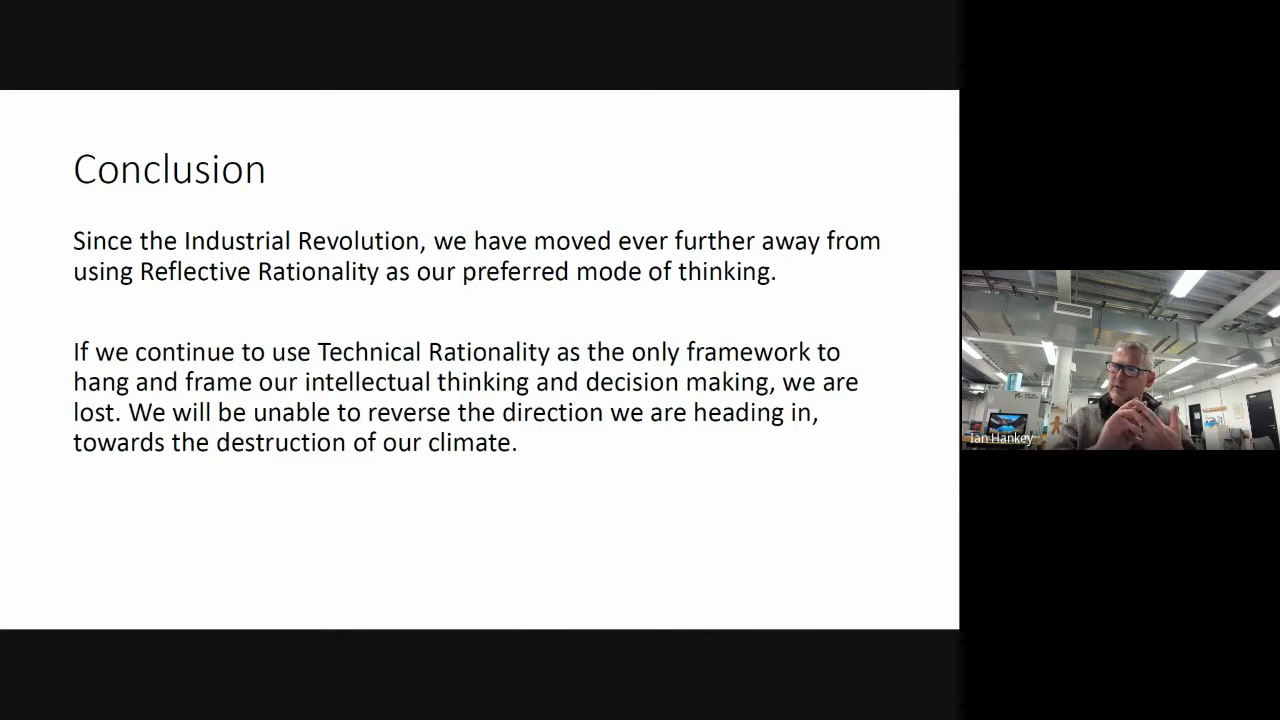 Conclusion
Since the Industrial Revolution, we have moved ever further away from
using Reflective Rationality as our preferred mode of thinking.
If we continue to use Technical Rationality as the only framework to
hang and frame our intellectual thinking and decision making, we are
lost. We will be unable to reverse the direction we are heading in,
towards the destruction of our climate.
Ian Hankey